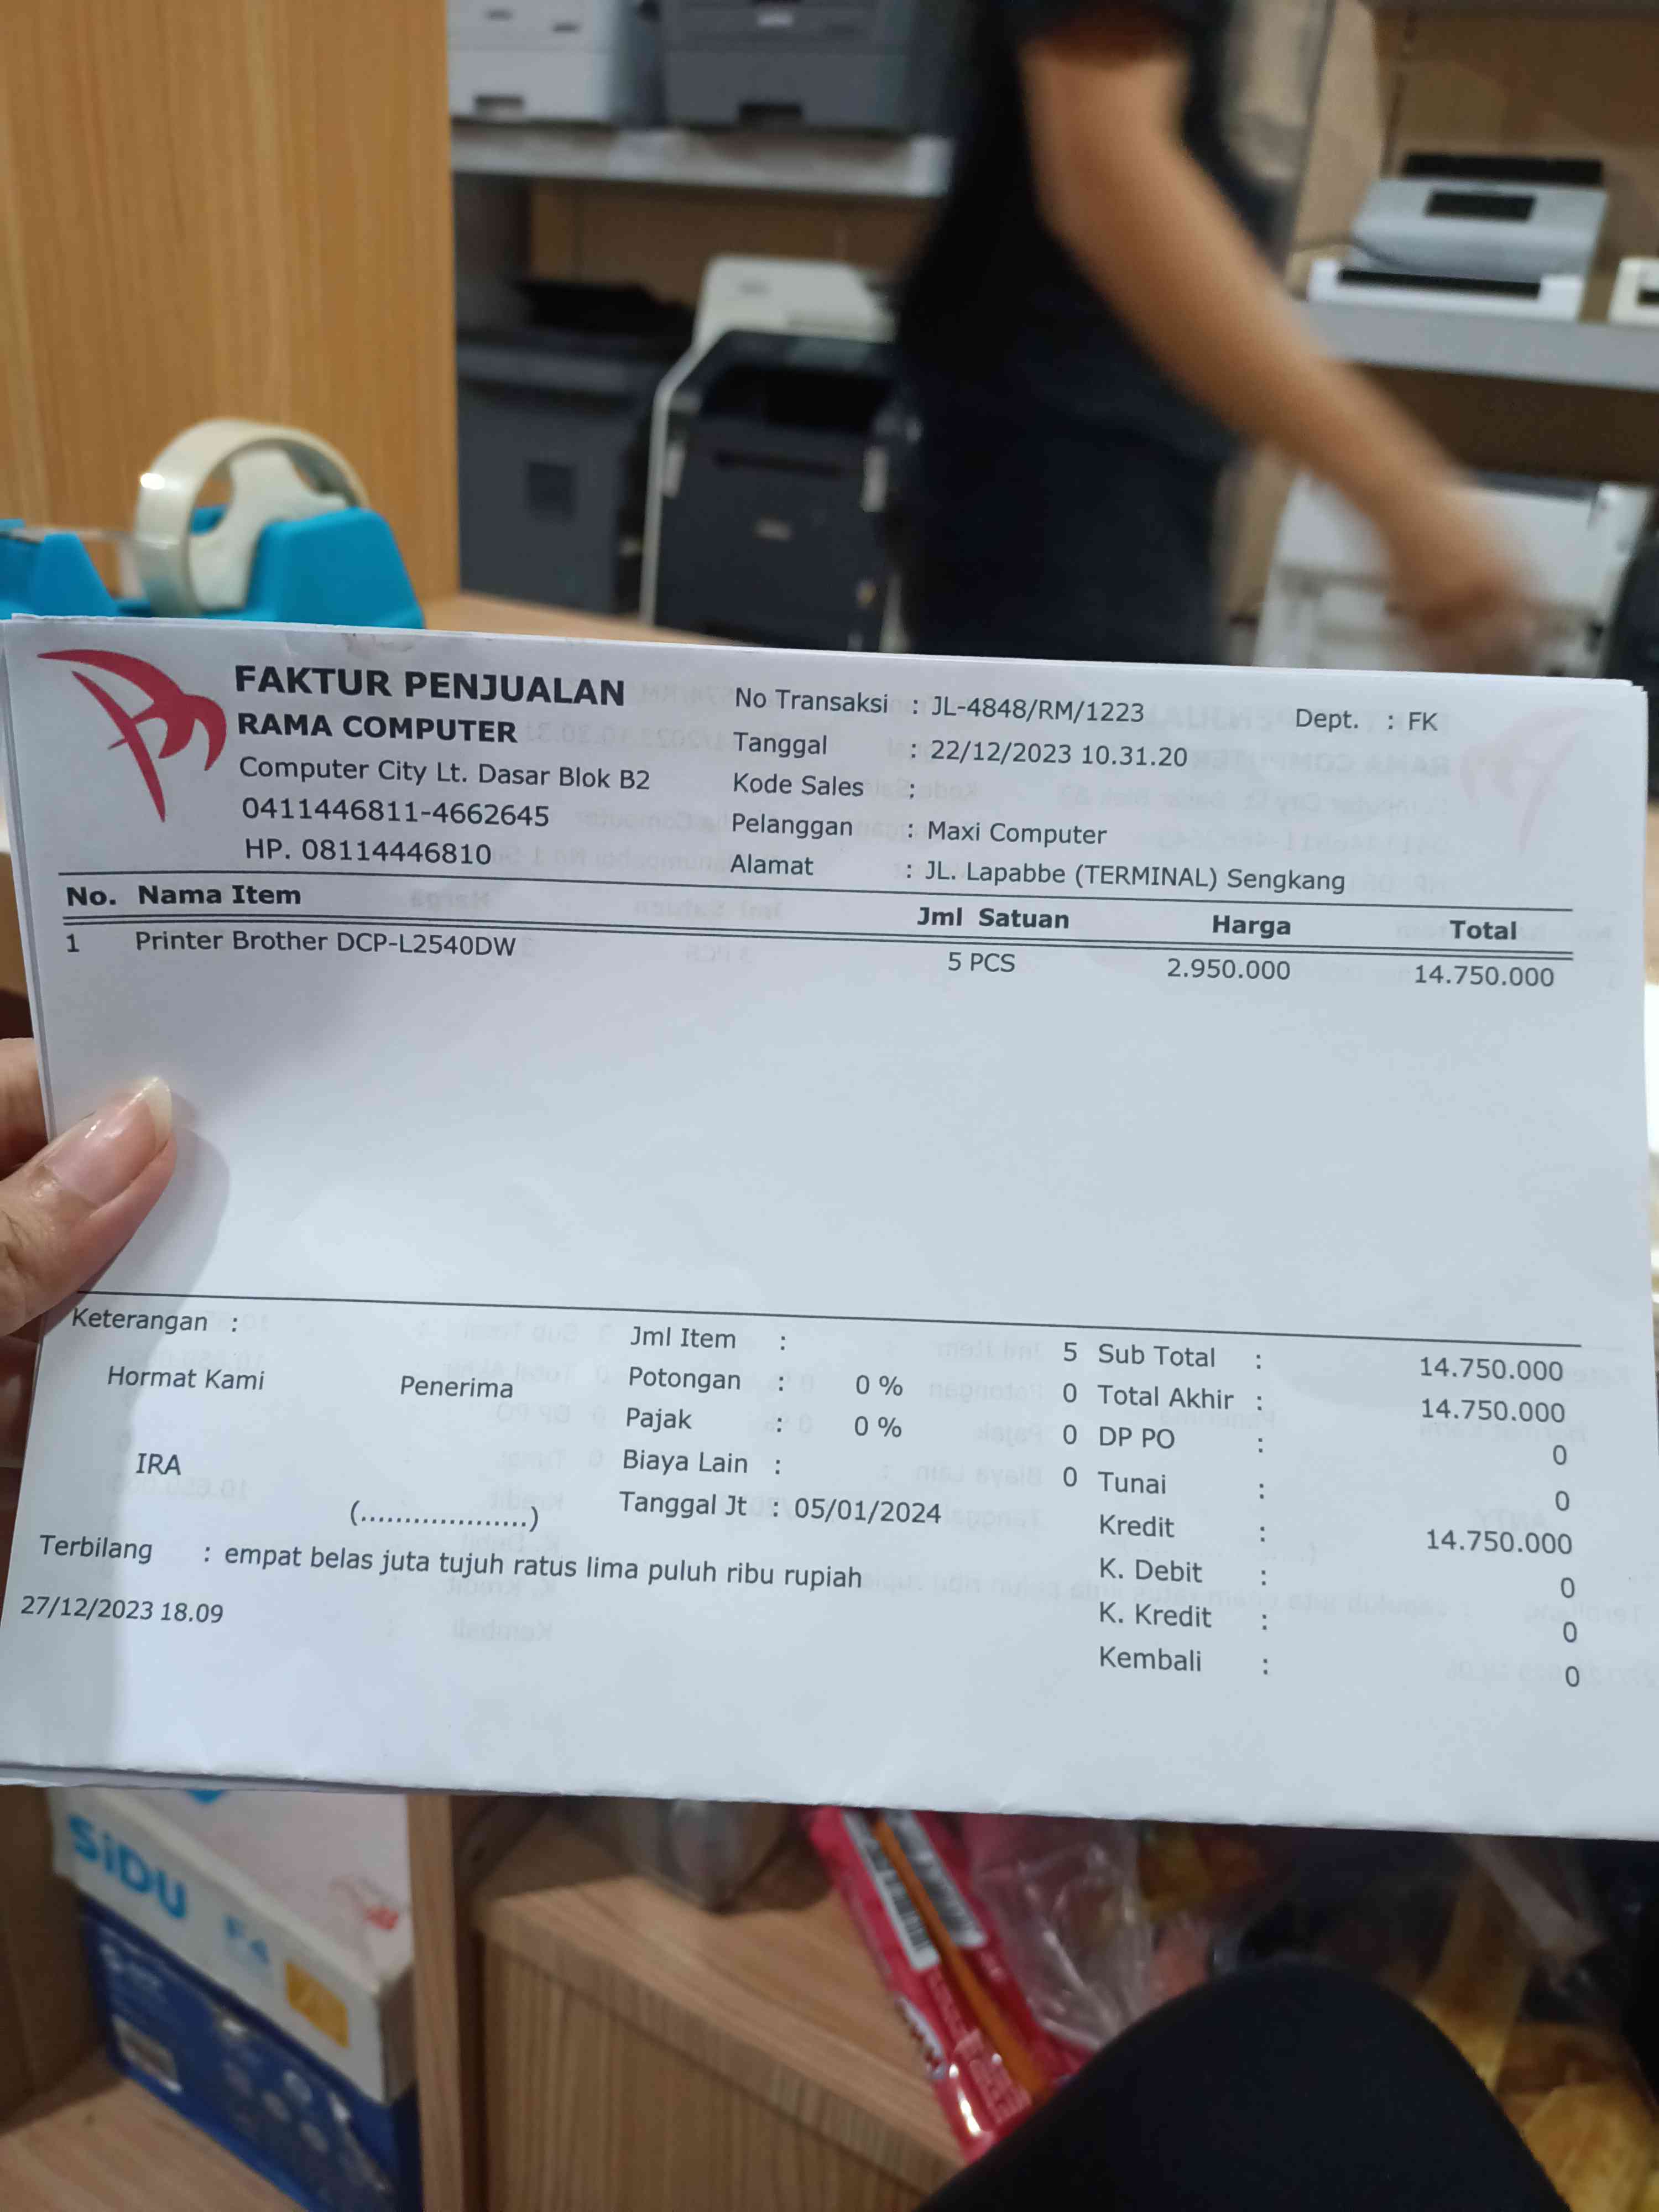 FAKTUR PENJUALAN
RAMA COMPUTER
Computer City Lt. Dasar Blok B2
0411446811-4662645
HP. 08114446810
No Transaksi : JL-4848/RM/1223
Dept. : FK
Tanggal : 22/12/2023 10.31.20
Kode Sales :
Pelanggan : Maxi Computer
Alamat : JL. Lapabbe (TERMINAL) Sengkang
No. Nama Item Jml Satuan Harga Total
1 Printer Brother DCP-L2540DW 5 PCS 2.950.000 14.750.000
Keterangan :
Hormat Kami
Penerima
IRA
(...................)
Jml Item : 5
Potongan : 0 % 0
Pajak : 0 % 0
Biaya Lain : 0
Tanggal Jt : 05/01/2024
Sub Total : 14.750.000
Total Akhir : 14.750.000
DP PO : 0
Tunai : 0
Kredit : 14.750.000
K. Debit : 0
K. Kredit : 0
Kembali : 0
Terbilang : empat belas juta tujuh ratus lima puluh ribu rupiah
27/12/2023 18.09
SiDU
F4